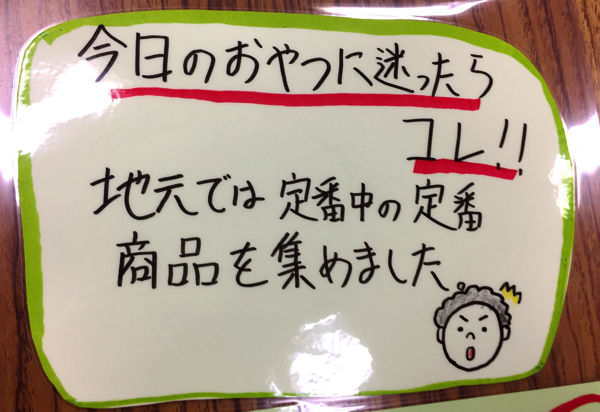 今日のおやつに迷ったら
コレ!!
地元では定番中の定番
商品を集めました。